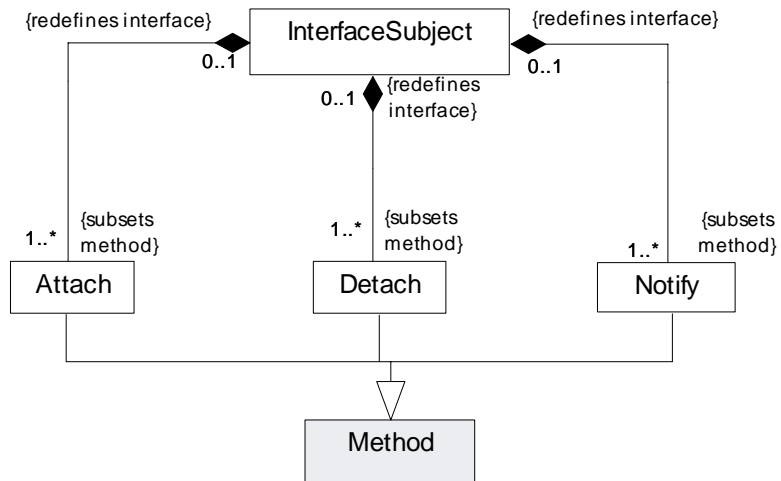 {redefines interface}
InterfaceSubject
{redefines interface}
0..1
0..1
{redefines
interface}
0..1
1..*
{subsets
method}
1..*
{subsets
method}
1..*
{subsets
method}
Attach
Detach
Notify
Method